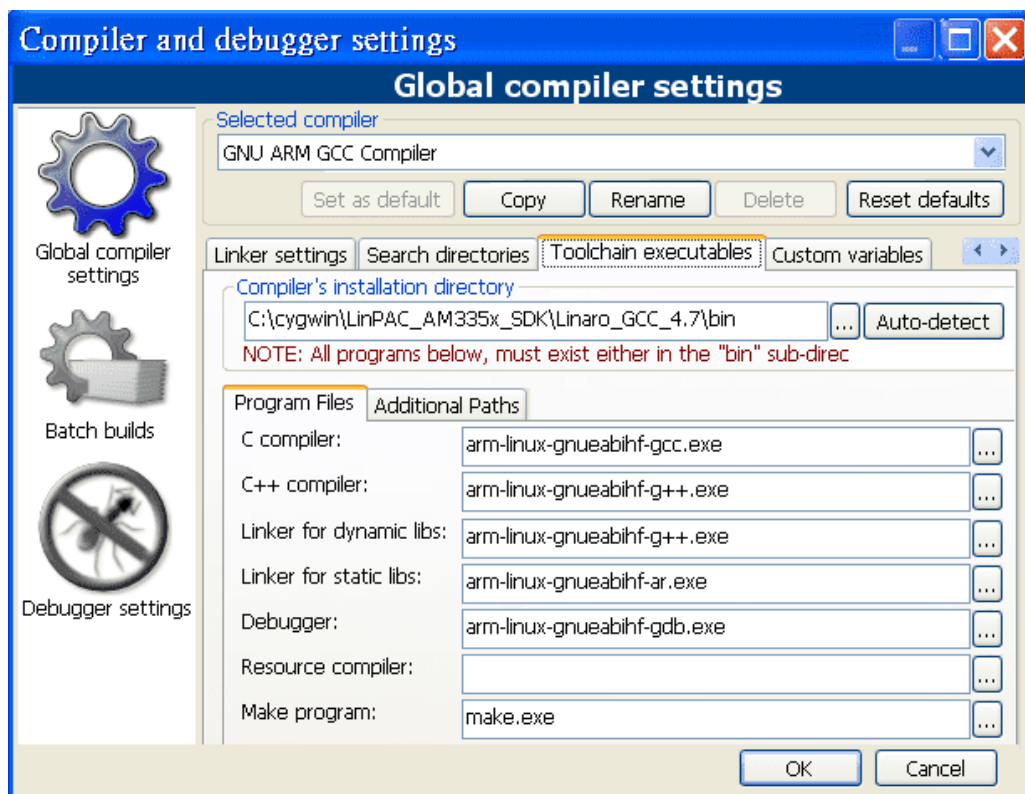 Compiler and debugger settings
Global compiler settings
Selected compiler
GNU ARM GCC Compiler
Set as default Copy Rename Delete Reset defaults
Global compiler
settings
Linker settings Search directories Toolchain executables Custom variables
Compiler's installation directory
C:\cygwin\LinPAC_AM335x_SDK\Linaro_GCC_4.7\bin ... Auto-detect
NOTE: All programs below, must exist either in the "bin" sub-direc
Program Files Additional Paths
Batch builds
C compiler: arm-linux-gnueabihf-gcc.exe ...
C++ compiler: arm-linux-gnueabihf-g++.exe ...
Linker for dynamic libs: arm-linux-gnueabihf-g++.exe ...
Linker for static libs: arm-linux-gnueabihf-ar.exe ...
Debugger settings
Debugger: arm-linux-gnueabihf-gdb.exe ...
Resource compiler: ...
Make program: make.exe ...
OK Cancel